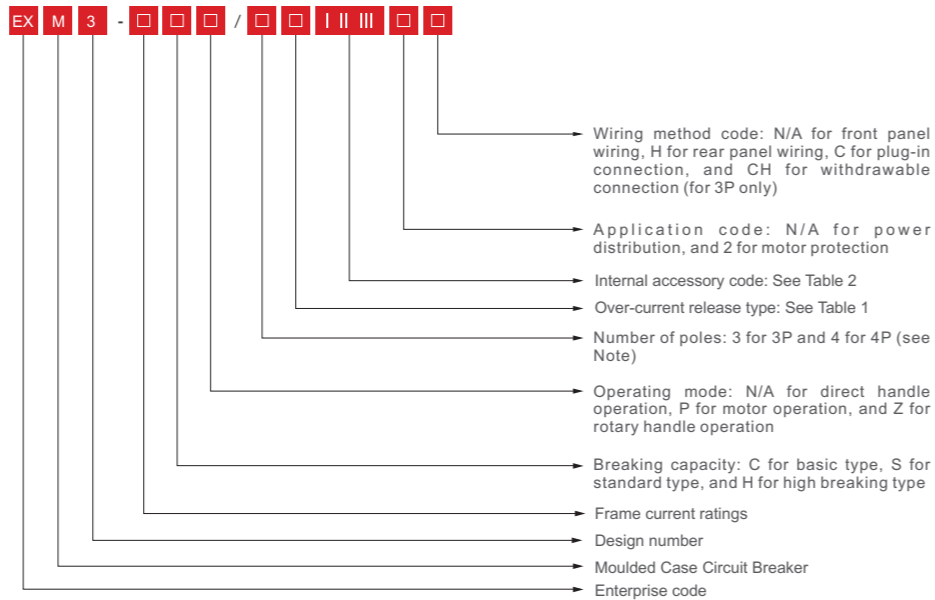 EX M 3 - □ □ □ / □ □ I II III □ □
Wiring method code: N/A for front panel
wiring, H for rear panel wiring, C for plug-in
connection, and CH for withdrawable
connection (for 3P only)
Application code: N/A for power
distribution, and 2 for motor protection
Internal accessory code: See Table 2
Over-current release type: See Table 1
Number of poles: 3 for 3P and 4 for 4P (see
Note)
Operating mode: N/A for direct handle
operation, P for motor operation, and Z for
rotary handle operation
Breaking capacity: C for basic type, S for
standard type, and H for high breaking type
Frame current ratings
Design number
Moulded Case Circuit Breaker
Enterprise code